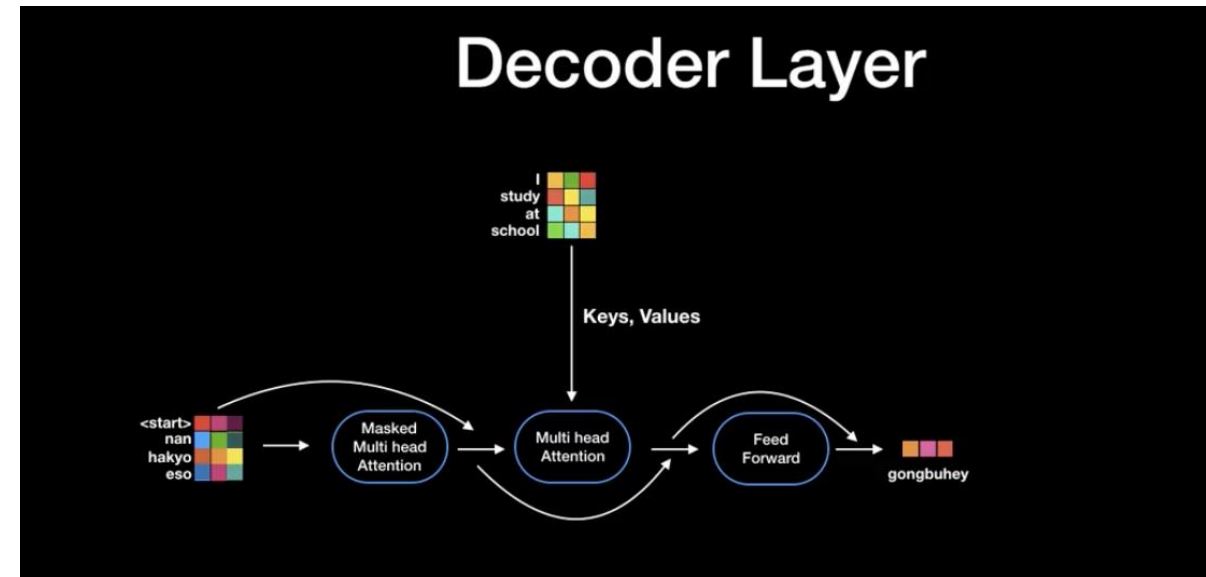 Decoder Layer
I
study
at
school
Keys, Values
<start>
nan
hakyo
eso
Masked
Multi head
Attention
Multi head
Attention
Feed
Forward
gongbuhey